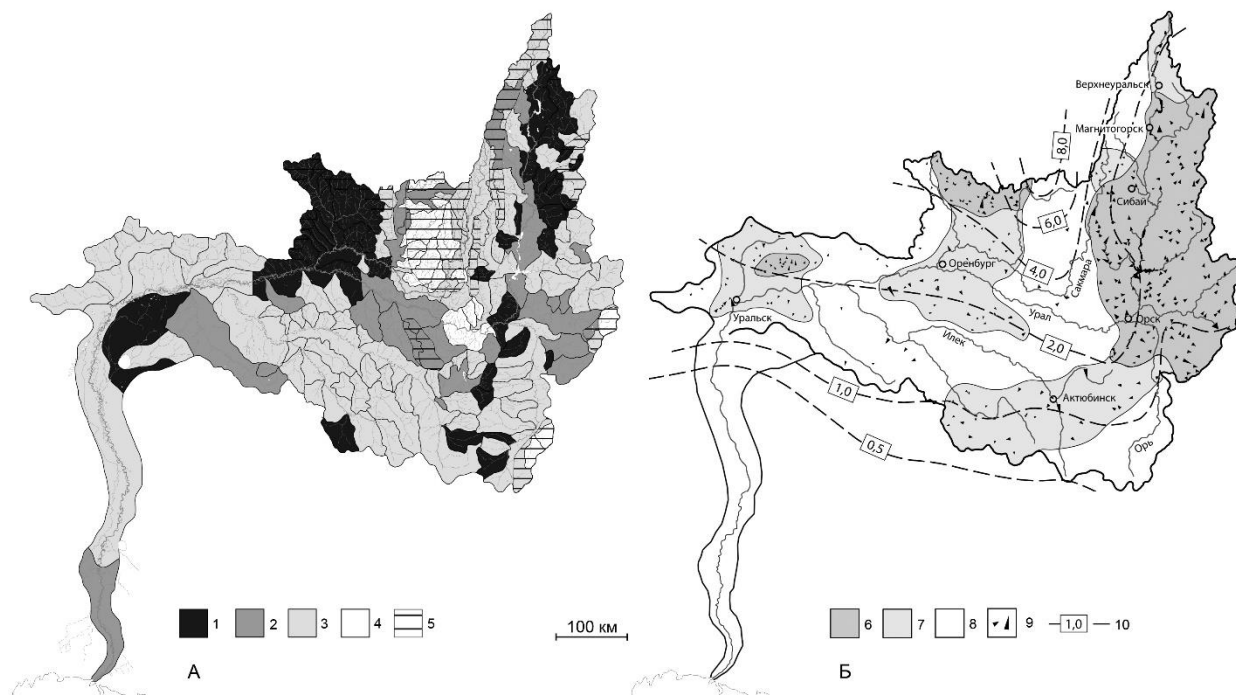 Верхнеуральск
Магнитогорск
8,0
Сибай
6,0
Оренбург
4,0
Сакмара
Урал
Орск
Уральск
2,0
Илек
1,0
Актюбинск
0,5
Орь
1 2 3 4 5
100 км
6 7 8 9 1,0 10
А
Б